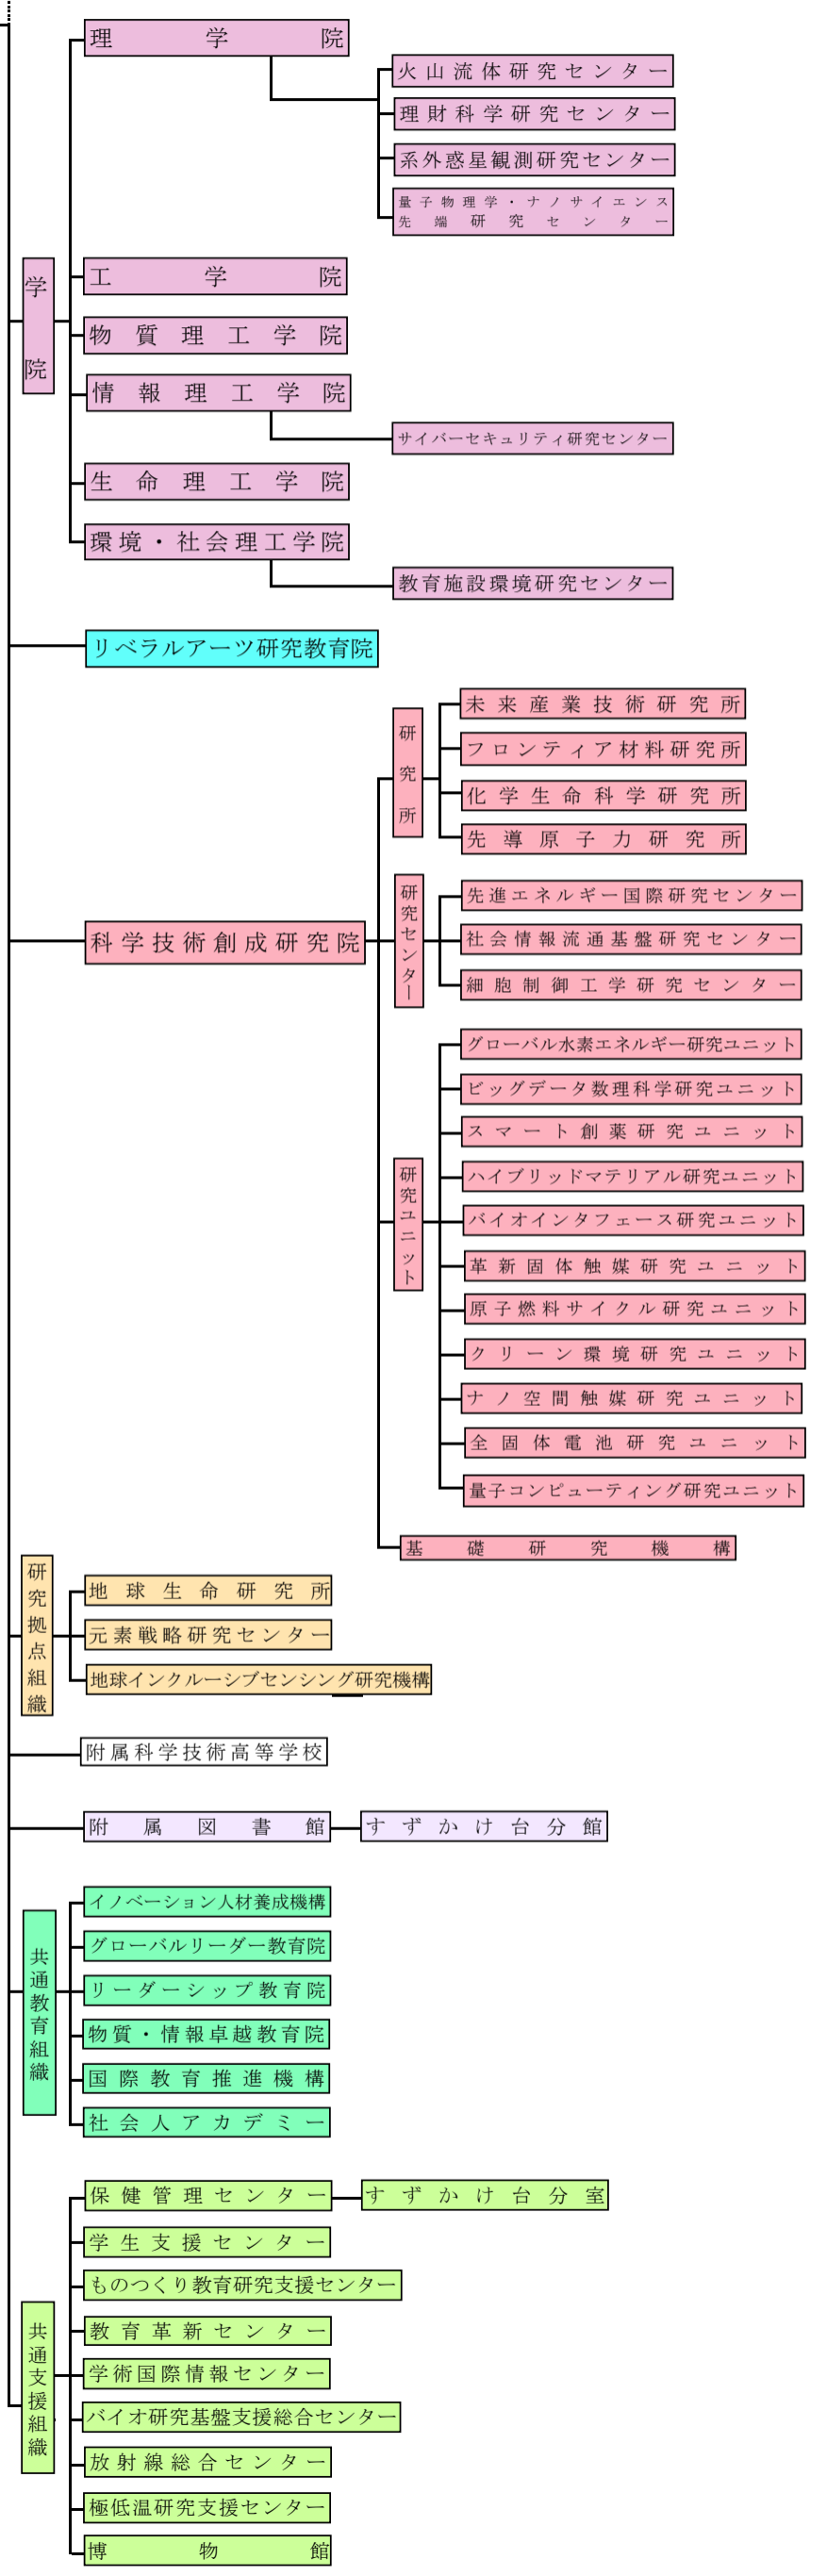 学院
理学院
火山流体研究センター
理財科学研究センター
系外惑星観測研究センター
量子物理学・ナノサイエンス
先端研究センター
工学院
物質理工学院
情報理工学院
サイバーセキュリティ研究センター
生命理工学院
環境・社会理工学院
教育施設環境研究センター
リベラルアーツ研究教育院
科学技術創成研究院
研究所
未来産業技術研究所
フロンティア材料研究所
化学生命科学研究所
先導原子力研究所
研究センター
先進エネルギー国際研究センター
社会情報流通基盤研究センター
細胞制御工学研究センター
研究ユニット
グローバル水素エネルギー研究ユニット
ビッグデータ数理科学研究ユニット
スマート創薬研究ユニット
ハイブリッドマテリアル研究ユニット
バイオインタフェース研究ユニット
革新固体触媒研究ユニット
原子燃料サイクル研究ユニット
クリーン環境研究ユニット
ナノ空間触媒研究ユニット
全固体電池研究ユニット
量子コンピューティング研究ユニット
基礎研究機構
研究拠点組織
地球生命研究所
元素戦略研究センター
地球インクルーシブセンシング研究機構
附属科学技術高等学校
附属図書館
すずかけ台分館
共通教育組織
イノベーション人材養成機構
グローバルリーダー教育院
リーダーシップ教育院
物質・情報卓越教育院
国際教育推進機構
社会人アカデミー
共通支援組織
保健管理センター
すずかけ台分室
学生支援センター
ものつくり教育研究支援センター
教育革新センター
学術国際情報センター
バイオ研究基盤支援総合センター
放射線総合センター
極低温研究支援センター
博物館